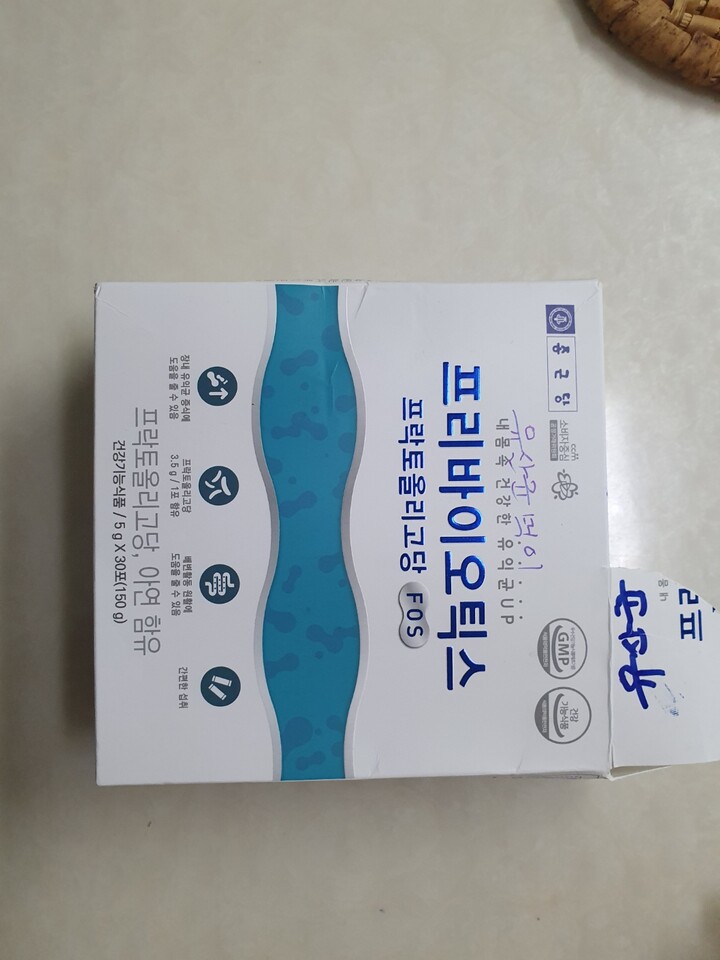 종근당
ccm
소비자중심
유산균 먹이
내 몸 속 건강한 유익균 UP
프리바이오틱스
프락토올리고당 FOS
GMP
건강
기능식품
장내 유익균 증식에
도움을 줄 수 있음
프락토올리고당
3.5 g / 1포 함유
배변활동 원활에
도움을 줄 수 있음
간편한 섭취
프락토올리고당, 아연 함유
건강기능식품 / 5 g X 30포(150 g)
내 몸
리프
유산균